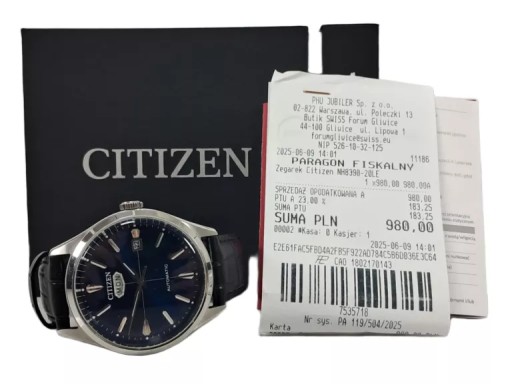 CITIZEN
CITIZEN
MON
AUTOMATIC
PHU JUBILER Sp. z o.o.
02-822 Warszawa, ul. Poleczki 13
Butik SWISS Forum Gliwice
44-100 Gliwice ul. Lipowa 1
forumgliwice@swiss.eu
NIP 526-10-32-125
2025-06-09 14:01 11186
PARAGON FISKALNY
Zegarek Citizen NH8390-20LE
1 x980,00 980,00A
SPRZEDAŻ OPODATKOWANA A 980,00
PTU A 23,00 % 183,25
SUMA PTU 183,25
SUMA PLN 980,00
00002 #Kasa: 0 Kasjer: 1 2025-06-09 14:01
CAO 1802170143
7535718
Nr sys. PA 119/504/2025
Karta